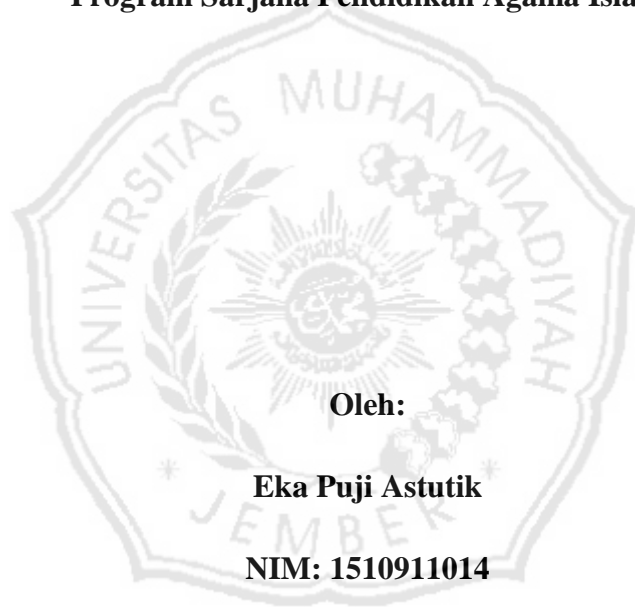 Program Sarjana Pendidikan Agama Isla
UNIVERSITAS MUHAMMADIYAH
JEMBER
Oleh:
Eka Puji Astutik
NIM: 1510911014